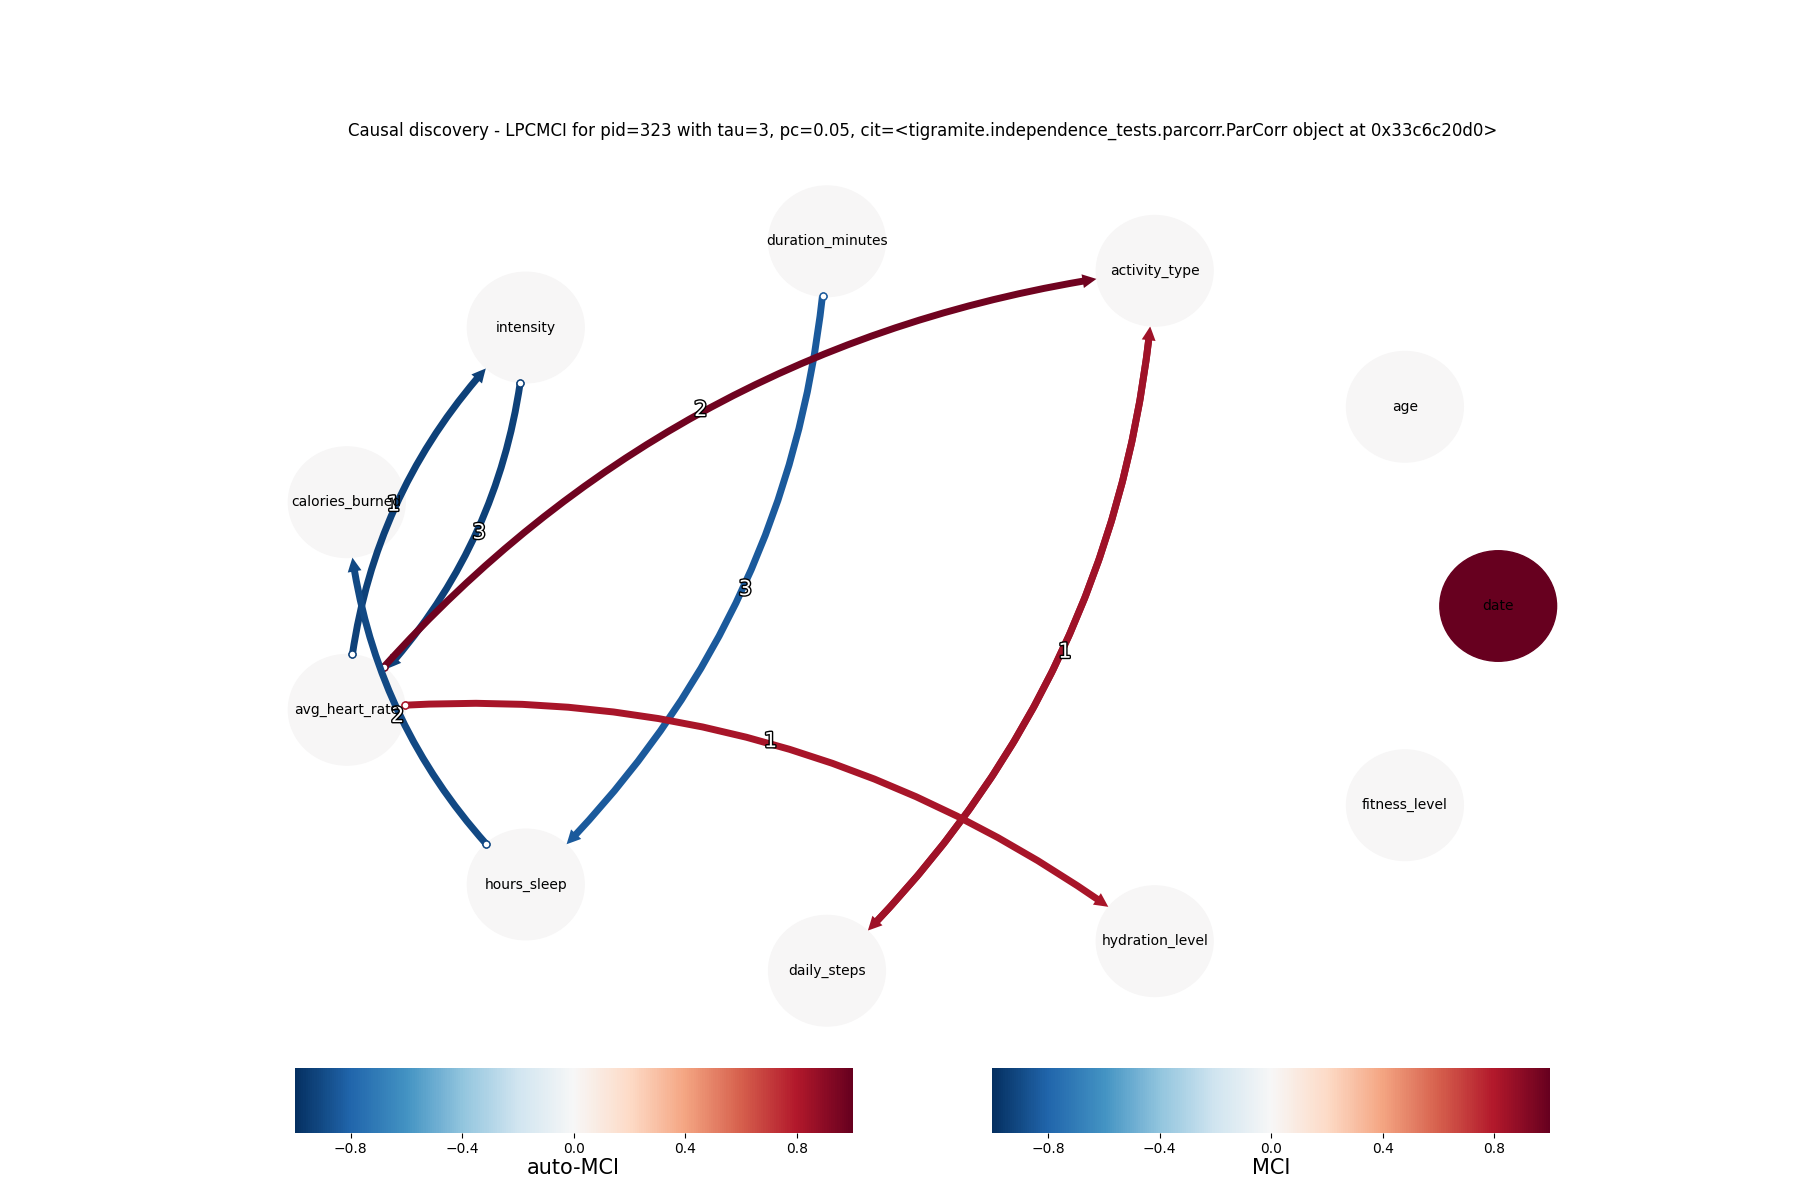 Causal discovery - LPCMCI for pid=323 with tau=3, pc=0.05, cit=<tigramite.independence_tests.parcorr.ParCorr object at 0x33c6c20d0>
duration_minutes
activity_type
intensity
2
age
calories_burned
1
3
3
date
1
avg_heart_rate
2
1
fitness_level
hours_sleep
hydration_level
daily_steps
−0.8 −0.4 0.0 0.4 0.8
auto-MCI
−0.8 −0.4 0.0 0.4 0.8
MCI